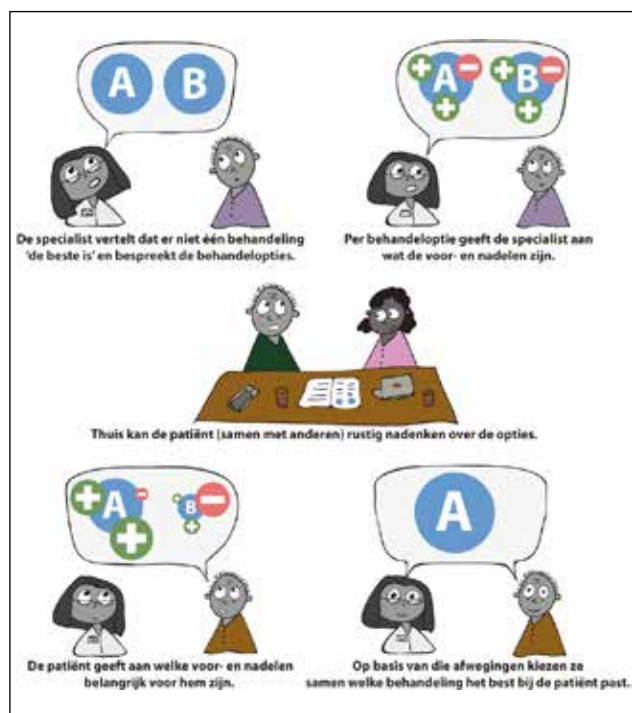 A B
De specialist vertelt dat er niet één behandeling
'de beste is' en bespreekt de behandelopties.
A B
Per behandeloptie geeft de specialist aan
wat de voor- en nadelen zijn.
Thuis kan de patiënt (samen met anderen) rustig nadenken over de opties.
A B
De patiënt geeft aan welke voor- en nadelen
belangrijk voor hem zijn.
A
Op basis van die afwegingen kiezen ze
samen welke behandeling het best bij de patiënt past.